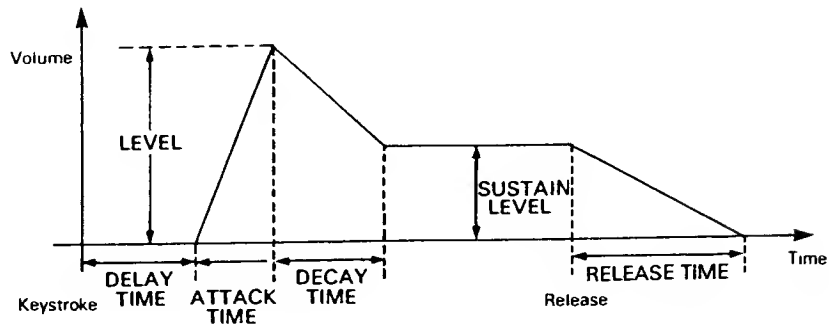 Volume
LEVEL
SUSTAIN
LEVEL
Time
DELAY
TIME
ATTACK
TIME
DECAY
TIME
RELEASE TIME
Keystroke
Release